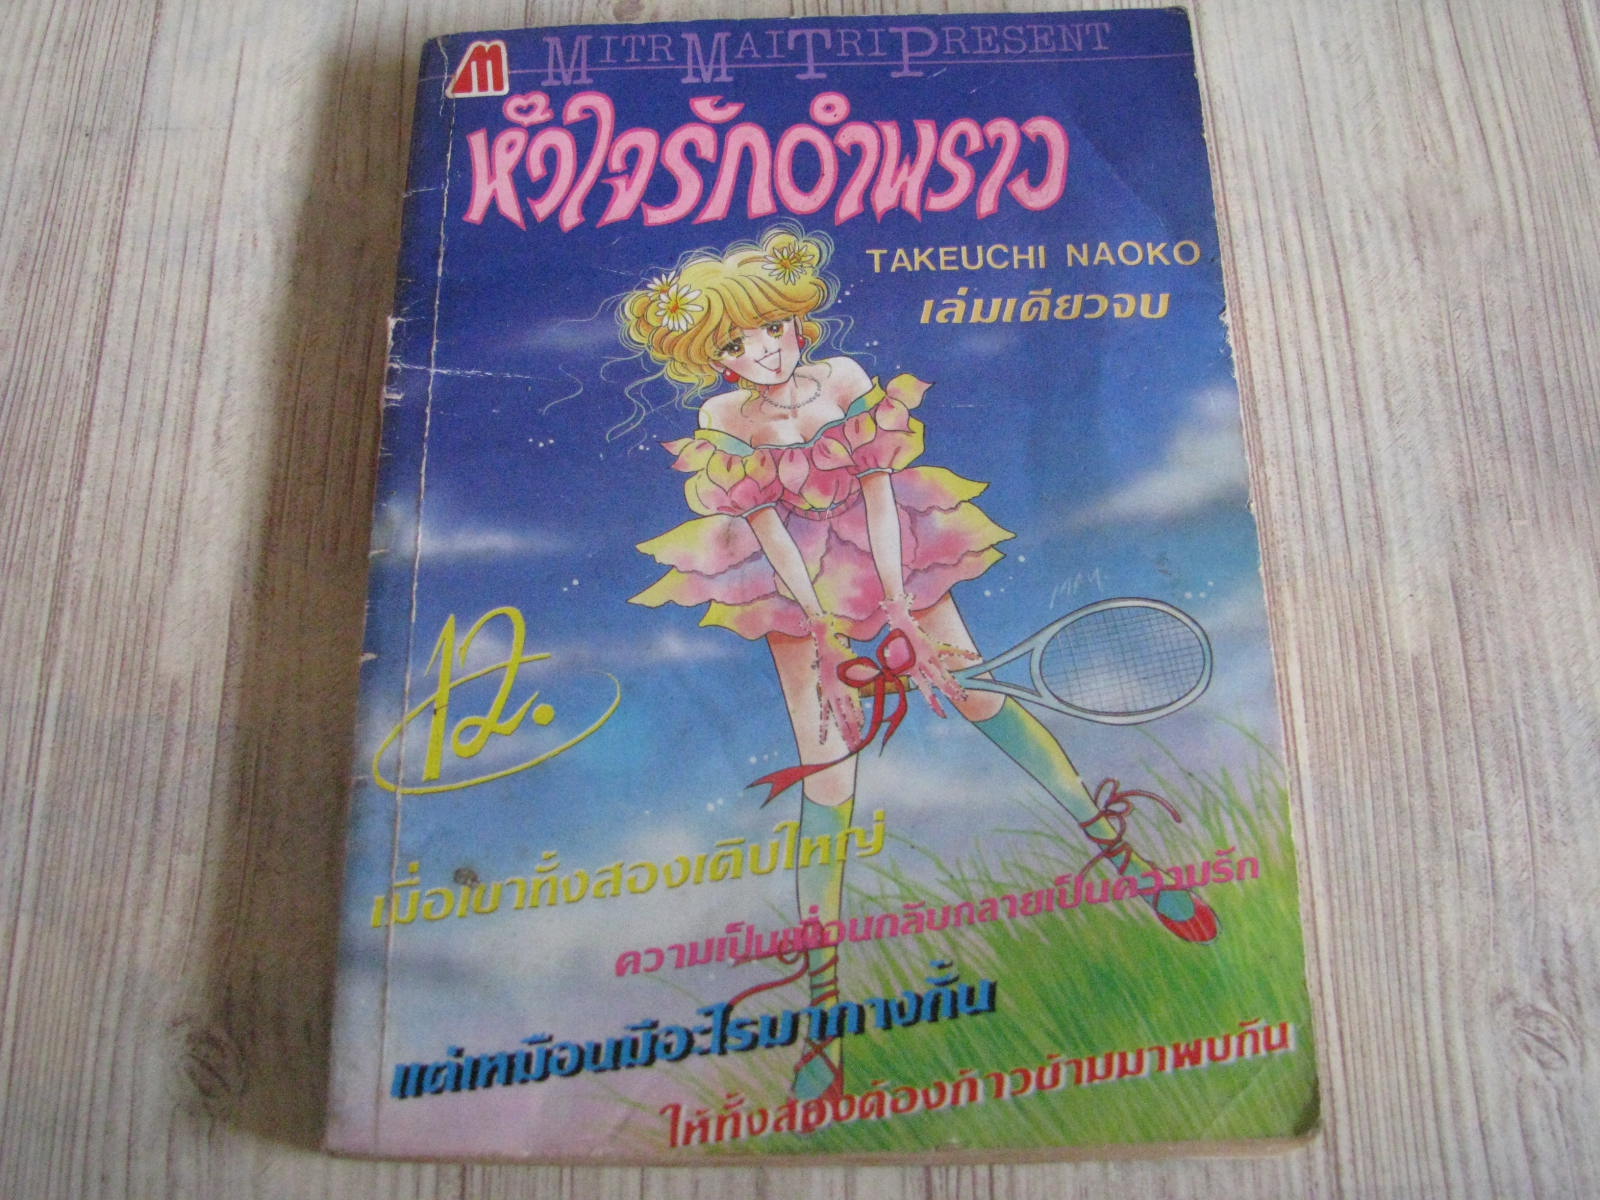 M
MITR MAITRI PRESENT
หัวใจรักอำพราว
TAKEUCHI NAOKO
เล่มเดียวจบ
12.
เมื่อเขาทั้งสองเติบใหญ่
ความเป็นเพื่อนกลับกลายเป็นความรัก
แต่เหมือนมีอะไรมากางกั้น
ให้ทั้งสองต้องก้าวข้ามมาพบกัน